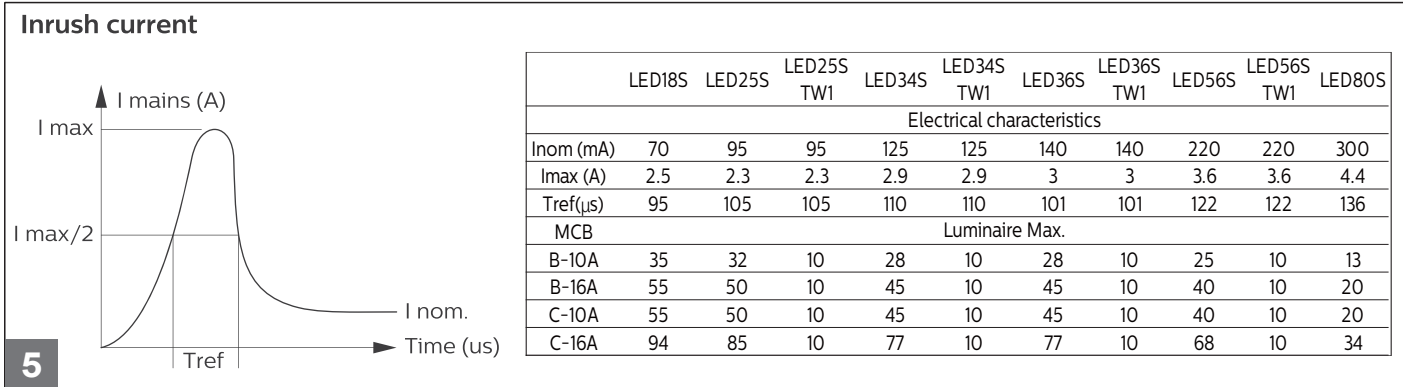 Inrush current
I mains (A)
I max
I max/2
I nom.
Time (us)
Tref
5
LED18S LED25S LED25S TW1 LED34S LED34S TW1 LED36S LED36S TW1 LED56S LED56S TW1 LED80S
Electrical characteristics
Inom (mA) 70 95 95 125 125 140 140 220 220 300
Imax (A) 2.5 2.3 2.3 2.9 2.9 3 3 3.6 3.6 4.4
Tref(µs) 95 105 105 110 110 101 101 122 122 136
MCB Luminaire Max.
B-10A 35 32 10 28 10 28 10 25 10 13
B-16A 55 50 10 45 10 45 10 40 10 20
C-10A 55 50 10 45 10 45 10 40 10 20
C-16A 94 85 10 77 10 77 10 68 10 34